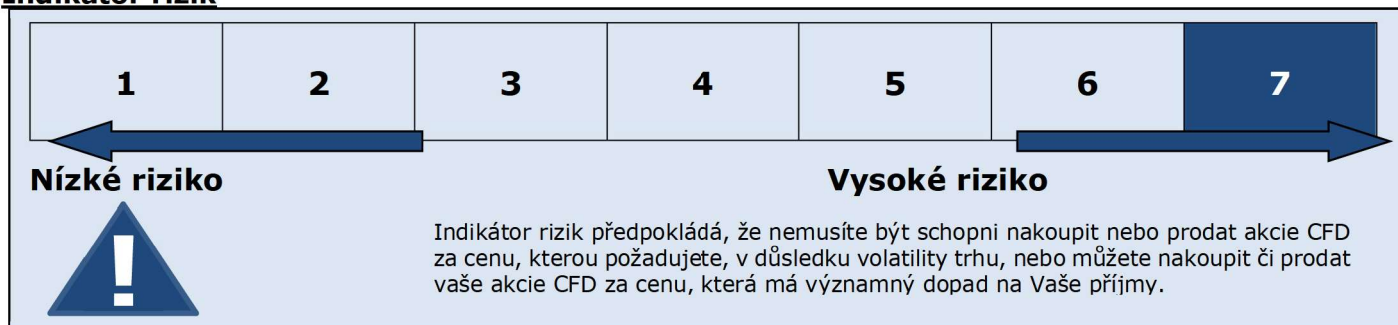 Indikátor rizik
1 2 3 4 5 6 7
Nízké riziko Vysoké riziko
!
Indikátor rizik předpokládá, že nemusíte být schopni nakoupit nebo prodat akcie CFD
za cenu, kterou požadujete, v důsledku volatility trhu, nebo můžete nakoupit či prodat
vaše akcie CFD za cenu, která má významný dopad na Vaše příjmy.